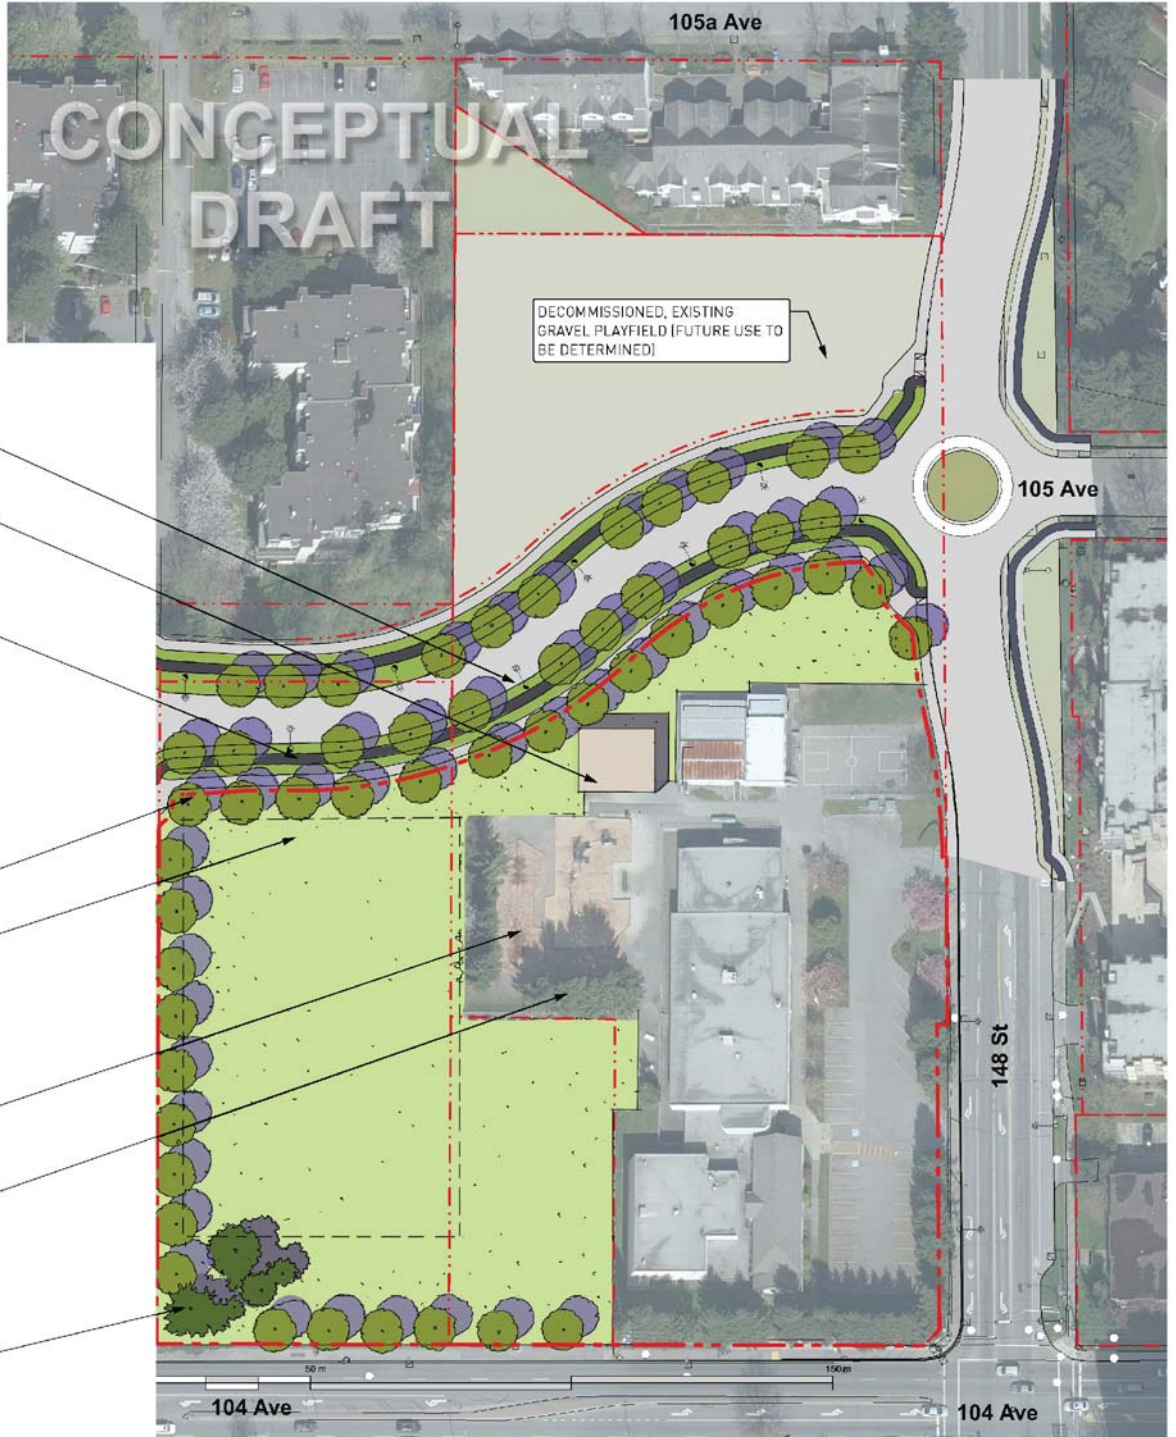 105a Ave
CONCEPTUAL
DRAFT
DECOMMISSIONED, EXISTING
GRAVEL PLAYFIELD (FUTURE USE TO
BE DETERMINED)
105 Ave
148 St
50 m
150m
104 Ave
104 Ave